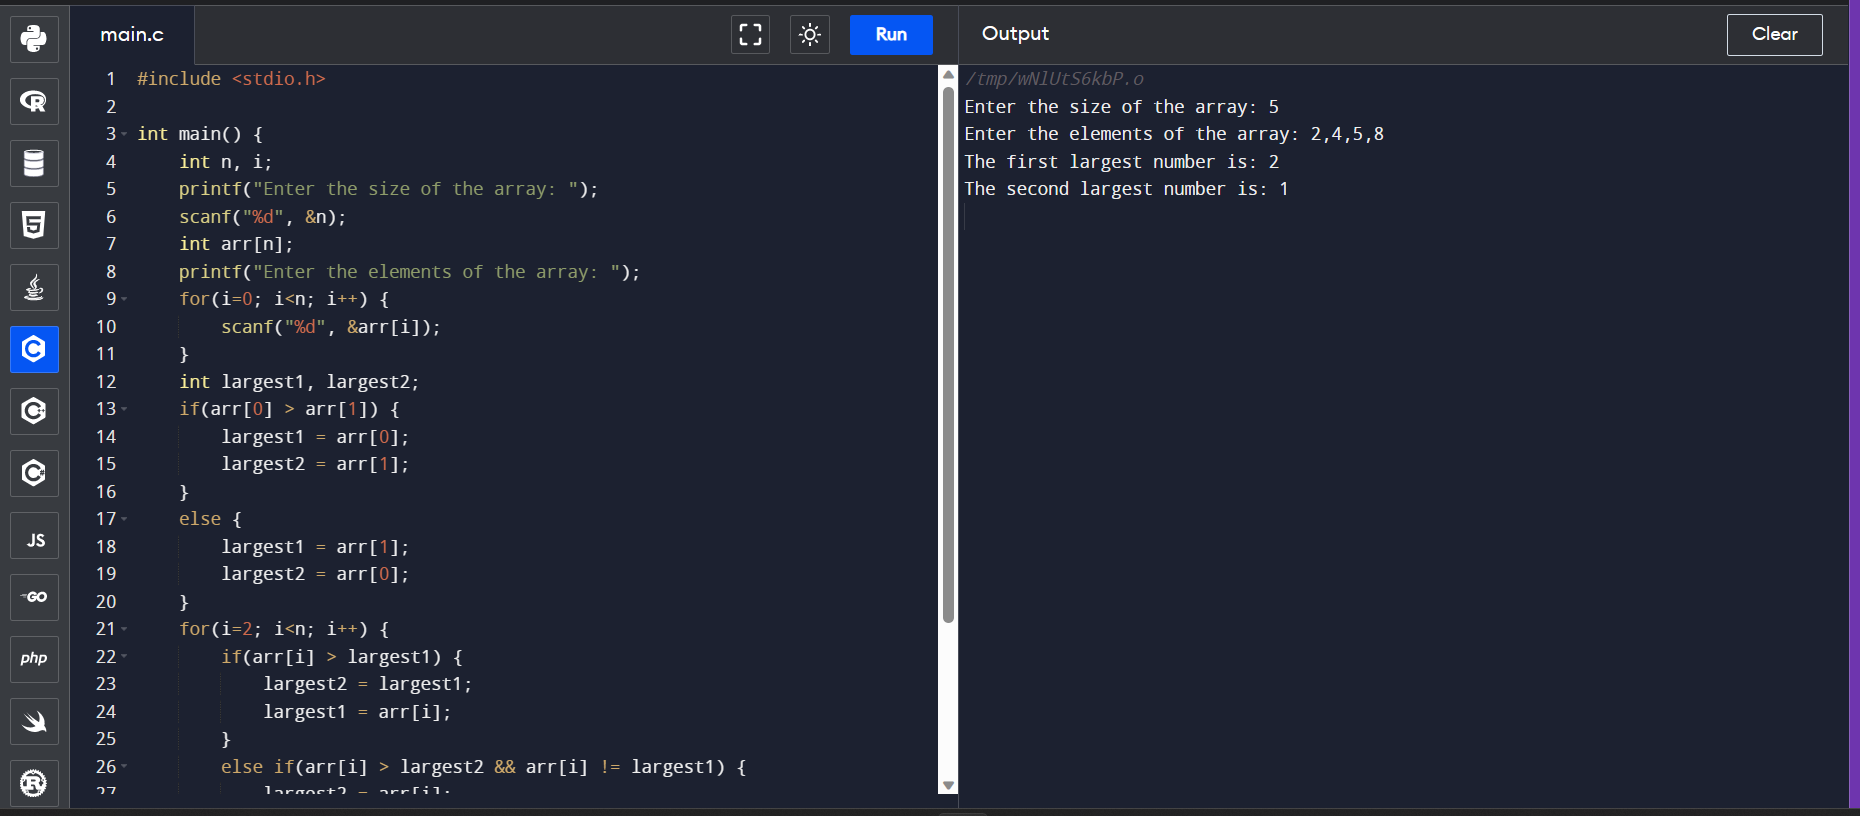 main.c
Run
Output
Clear
1 #include <stdio.h>
2
3 int main() {
4 int n, i;
5 printf("Enter the size of the array: ");
6 scanf("%d", &n);
7 int arr[n];
8 printf("Enter the elements of the array: ");
9 for(i=0; i<n; i++) {
10 scanf("%d", &arr[i]);
11 }
12 int largest1, largest2;
13 if(arr[0] > arr[1]) {
14 largest1 = arr[0];
15 largest2 = arr[1];
16 }
17 else {
18 largest1 = arr[1];
19 largest2 = arr[0];
20 }
21 for(i=2; i<n; i++) {
22 if(arr[i] > largest1) {
23 largest2 = largest1;
24 largest1 = arr[i];
25 }
26 else if(arr[i] > largest2 && arr[i] != largest1) {
27 largest2 = arr[i];
/tmp/wNlUtS6kbP.o
Enter the size of the array: 5
Enter the elements of the array: 2,4,5,8
The first largest number is: 2
The second largest number is: 1
R
5
C
C
C
JS
GO
php
R